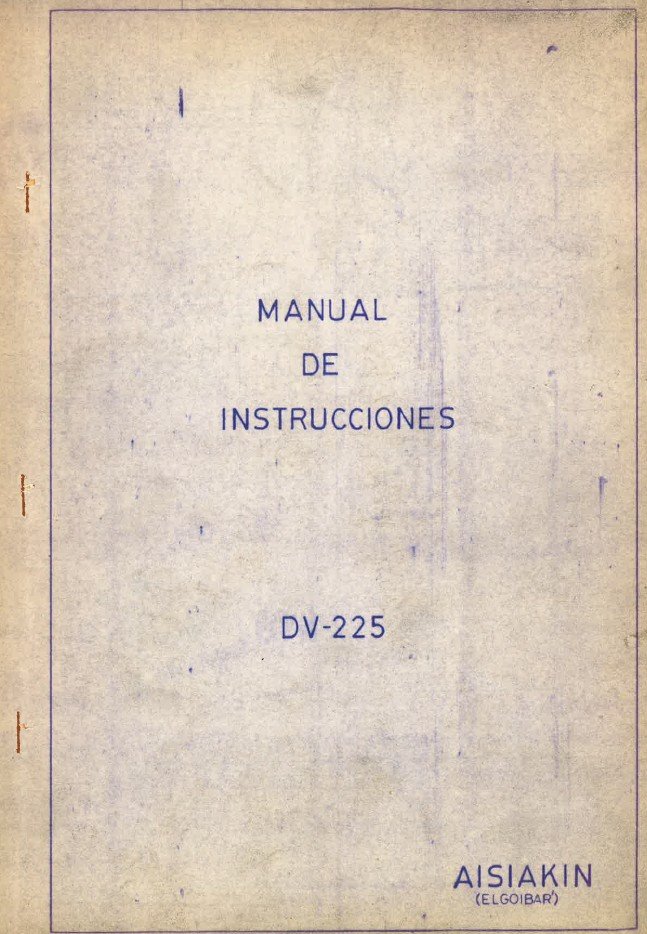 MANUAL
DE
INSTRUCCIONES
DV-225
AISIAKIN
(ELGOIBAR)